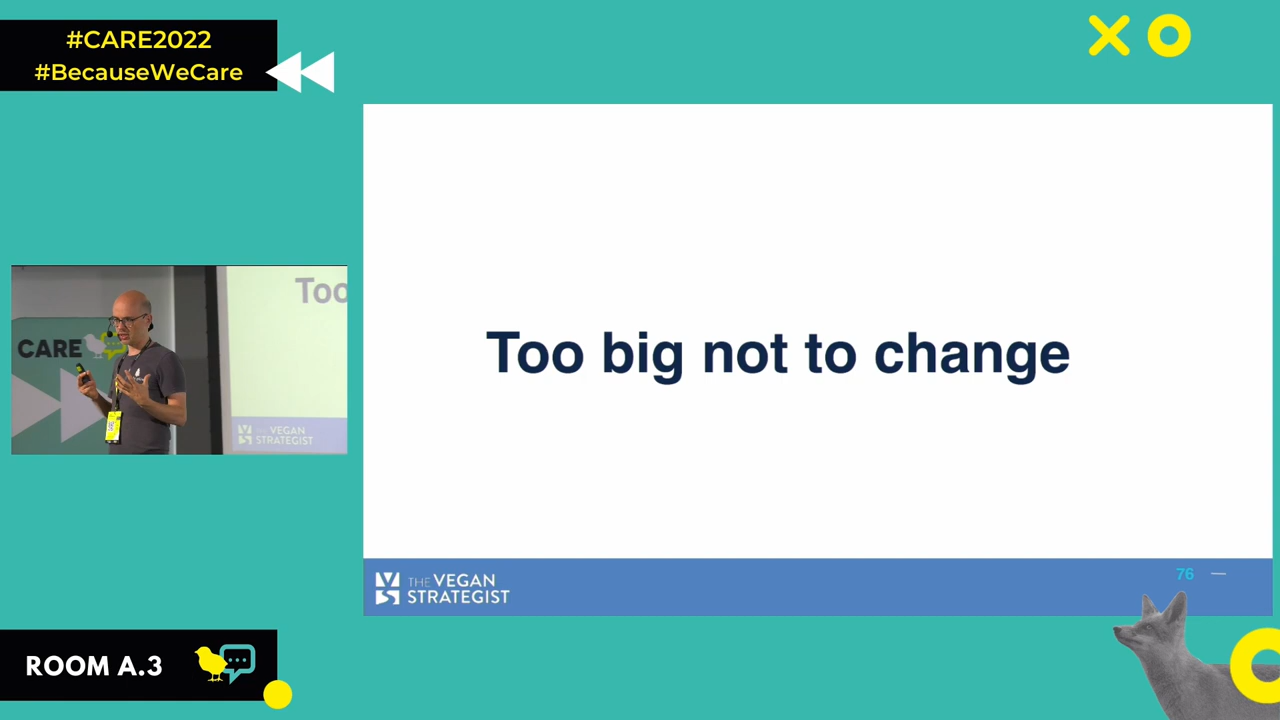 #CARE2022
#BecauseWeCare
Too big not to change
CARE
Too
THE VEGAN
STRATEGIST
76
THE VEGAN
STRATEGIST
ROOM A.3